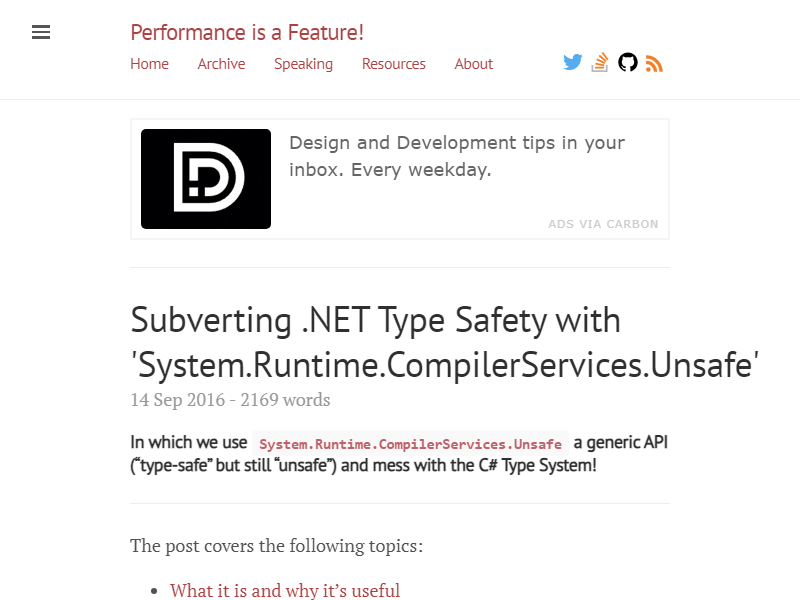 Performance is a Feature!
Home Archive Speaking Resources About
Design and Development tips in your
inbox. Every weekday.
ADS VIA CARBON
Subverting .NET Type Safety with
'System.Runtime.CompilerServices.Unsafe'
14 Sep 2016 - 2169 words
In which we use System.Runtime.CompilerServices.Unsafe a generic API
(“type-safe” but still “unsafe”) and mess with the C# Type System!
The post covers the following topics:
• What it is and why it’s useful